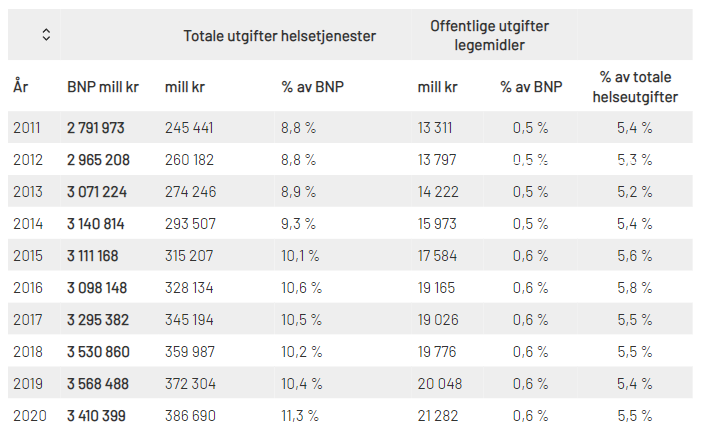 Totale utgifter helsetjenester Offentlige utgifter legemidler
År BNP mill kr mill kr % av BNP mill kr % av BNP % av totale helseutgifter
2011 2 791 973 245 441 8,8 % 13 311 0,5 % 5,4 %
2012 2 965 208 260 182 8,8 % 13 797 0,5 % 5,3 %
2013 3 071 224 274 246 8,9 % 14 222 0,5 % 5,2 %
2014 3 140 814 293 507 9,3 % 15 973 0,5 % 5,4 %
2015 3 111 168 315 207 10,1 % 17 584 0,6 % 5,6 %
2016 3 098 148 328 134 10,6 % 19 165 0,6 % 5,8 %
2017 3 295 382 345 194 10,5 % 19 026 0,6 % 5,5 %
2018 3 530 860 359 987 10,2 % 19 776 0,6 % 5,5 %
2019 3 568 488 372 304 10,4 % 20 048 0,6 % 5,4 %
2020 3 410 399 386 690 11,3 % 21 282 0,6 % 5,5 %